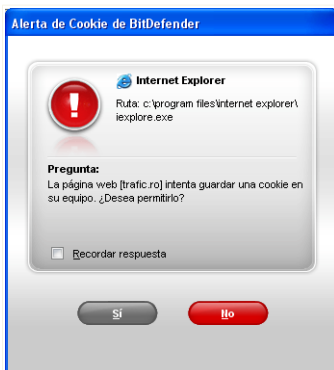 Alerta de Cookie de BitDefender
Internet Explorer
Ruta: c:\program files\internet explorer\
iexplore.exe
Pregunta:
La página web [trafic.ro] intenta guardar una cookie en
su equipo. ¿Desea permitirlo?
Recordar respuesta
Sí
No